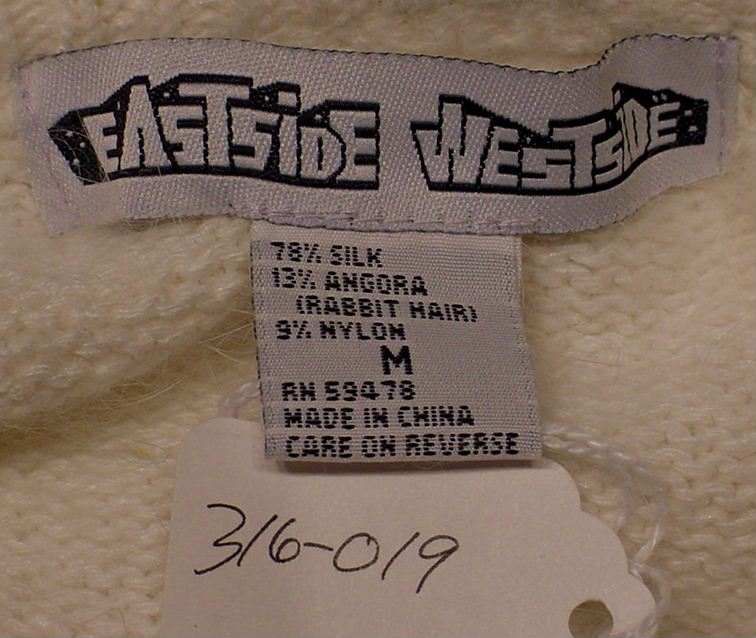 EASTSIDE WESTSIDE
78% SILK
13% ANGORA
(RABBIT HAIR)
9% NYLON
M
RN 59478
MADE IN CHINA
CARE ON REVERSE
316-019